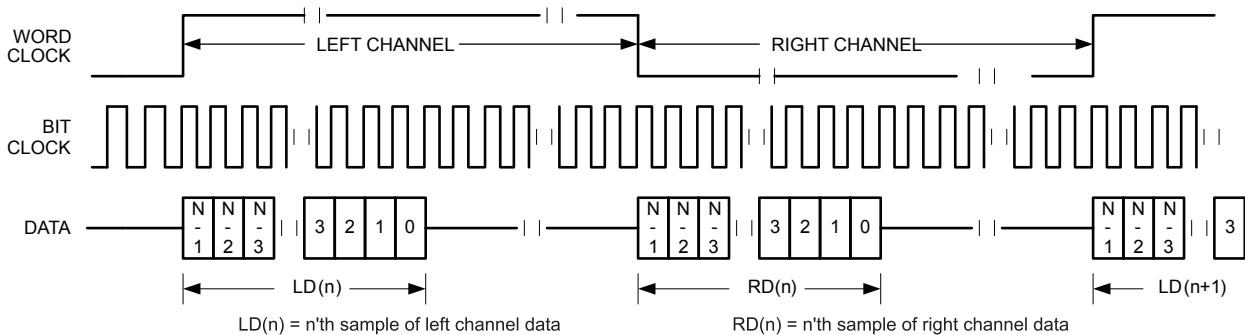 WORD
CLOCK
LEFT CHANNEL
RIGHT CHANNEL
BIT
CLOCK
DATA
N
-
1
N
-
2
N
-
3
3 2 1 0
N
-
1
N
-
2
N
-
3
3 2 1 0
N
-
1
N
-
2
N
-
3
3
LD(n)
RD(n)
LD(n+1)
LD(n) = n'th sample of left channel data
RD(n) = n'th sample of right channel data